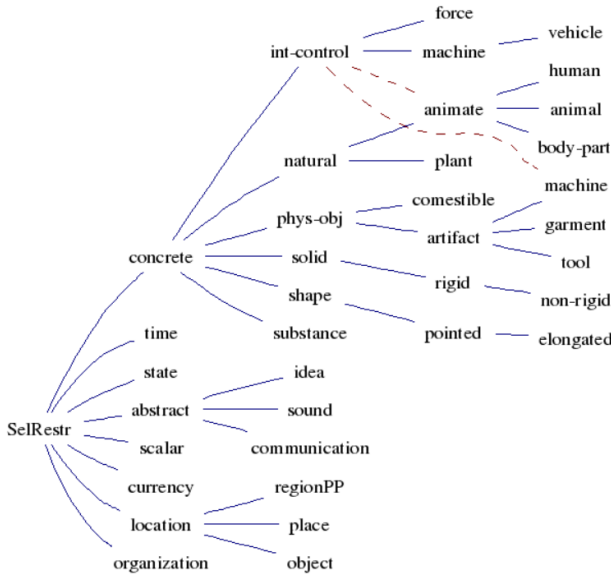 force
vehicle
int-control
machine
human
animate
animal
body-part
natural
plant
machine
comestible
phys-obj
garment
artifact
concrete
solid
tool
rigid
shape
non-rigid
time
substance
pointed
elongated
state
idea
abstract
sound
SelRestr
scalar
communication
currency
regionPP
location
place
organization
object